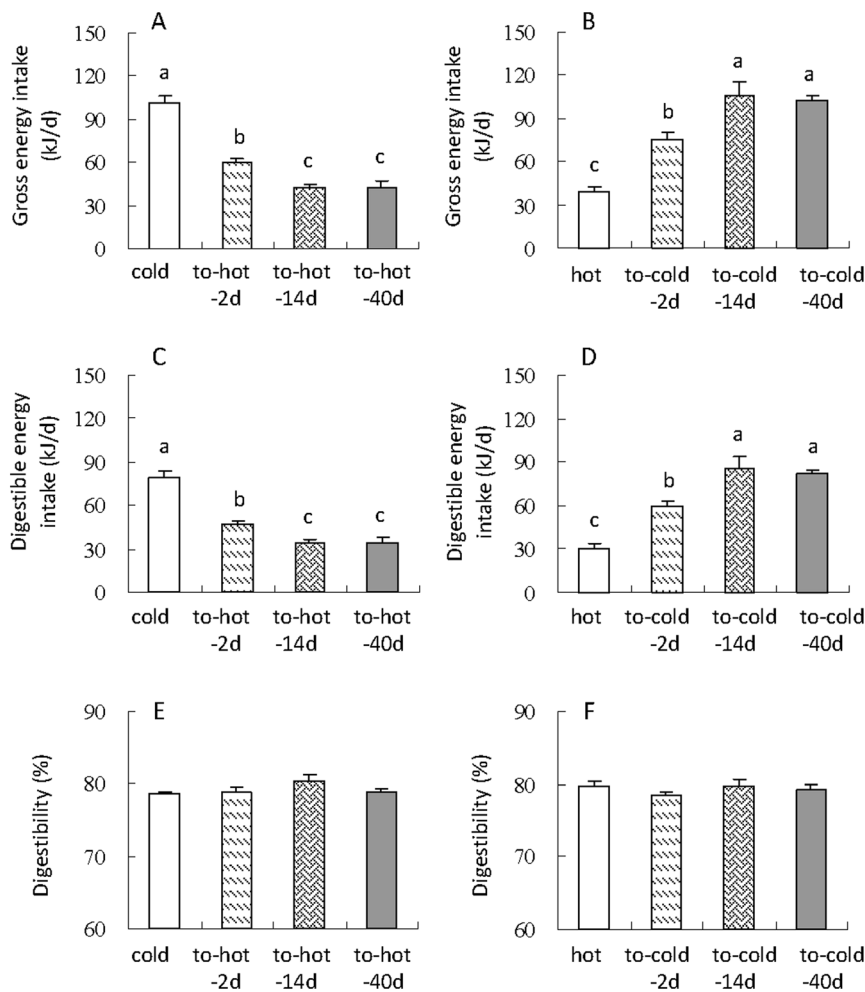 A
Gross energy intake
(kJ/d)
150
120
90
60
30
0
a
b
c
c
cold to-hot to-hot to-hot
-2d -14d -40d
B
Gross energy intake
(kJ/d)
150
120
90
60
30
0
c
b
a
a
hot to-cold to-cold to-cold
-2d -14d -40d
C
Digestible energy
intake (kJ/d)
150
120
90
60
30
0
a
b
c
c
cold to-hot to-hot to-hot
-2d -14d -40d
D
Digestible energy
intake (kJ/d)
150
120
90
60
30
0
c
b
a
a
hot to-cold to-cold to-cold
-2d -14d -40d
E
Digestibility (%)
90
80
70
60
cold to-hot to-hot to-hot
-2d -14d -40d
F
Digestibility (%)
90
80
70
60
hot to-cold to-cold to-cold
-2d -14d -40d